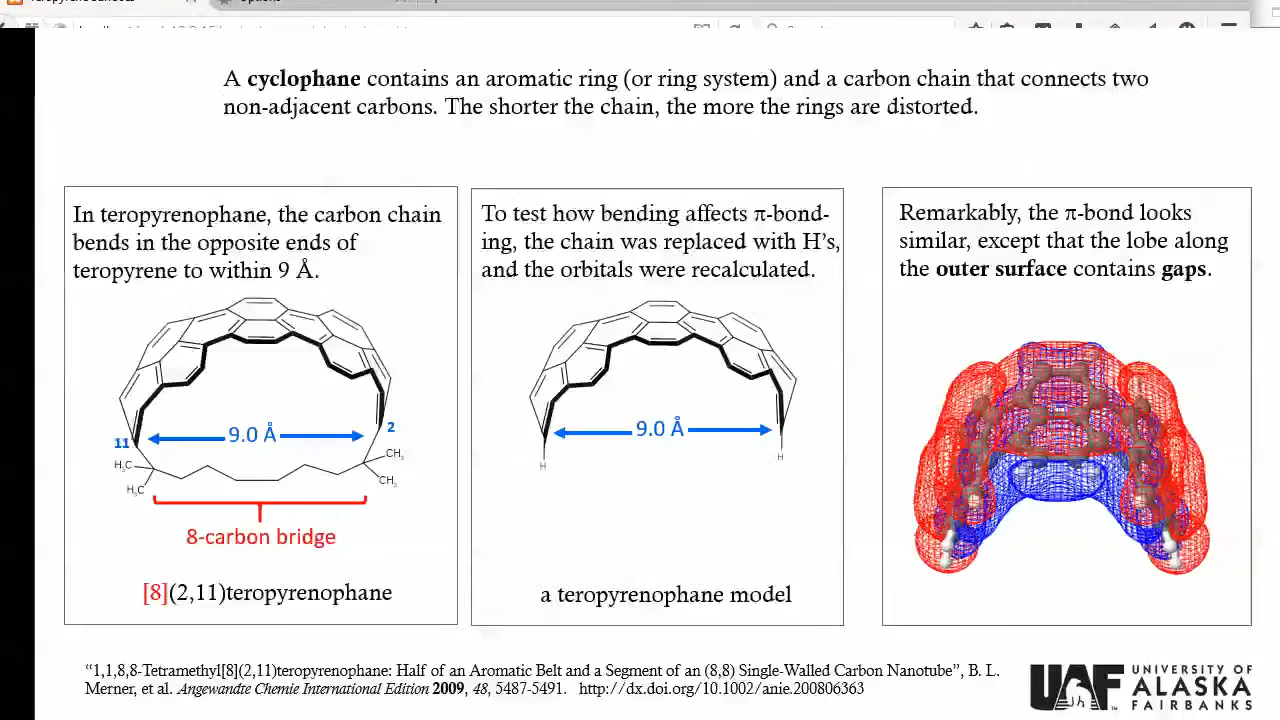 A cyclophane contains an aromatic ring (or ring system) and a carbon chain that connects two
non-adjacent carbons. The shorter the chain, the more the rings are distorted.
In teropyrenophane, the carbon chain
bends in the opposite ends of
teropyrene to within 9 Å.
11
9.0 Å
2
H₃C
CH₃
H₃C
CH₃
8-carbon bridge
[8](2,11)teropyrenophane
To test how bending affects π-bond-
ing, the chain was replaced with H's,
and the orbitals were recalculated.
9.0 Å
H
H
a teropyrenophane model
Remarkably, the π-bond looks
similar, except that the lobe along
the outer surface contains gaps.
“1,1,8,8-Tetramethyl[8](2,11)teropyrenophane: Half of an Aromatic Belt and a Segment of an (8,8) Single-Walled Carbon Nanotube”, B. L.
Merner, et al. Angewandte Chemie International Edition 2009, 48, 5487-5491. http://dx.doi.org/10.1002/anie.200806363
UAF
UNIVERSITY OF
ALASKA
FAIRBANKS